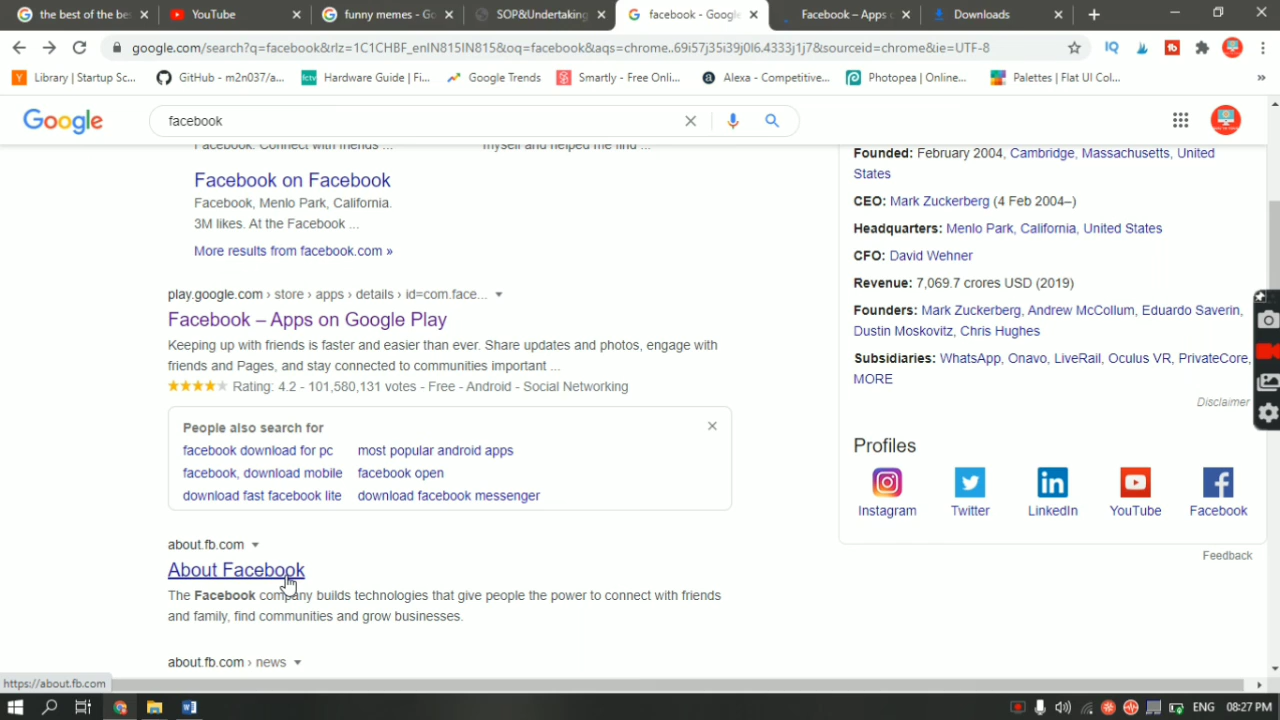 the best of the bes
YouTube
funny memes - Go
SOP&Undertaking
facebook - Google
Facebook – Apps o
Downloads
google.com/search?q=facebook&rlz=1C1CHBF_enIN815IN815&oq=facebook&aqs=chrome..69i57j35i39j0l6.4333j1j7&sourceid=chrome&ie=UTF-8
Library | Startup Sc...
GitHub - m2n037/a...
Hardware Guide | Fi...
Google Trends
Smartly - Free Onli...
Alexa - Competitive...
Photopea | Online...
Palettes | Flat UI Col...
»
Google
facebook
Facebook. Connect with friends ...
myself and helped me find ...
Facebook on Facebook
Facebook, Menlo Park, California.
3M likes. At the Facebook ...
More results from facebook.com »
play.google.com › store › apps › details › id=com.face...
Facebook – Apps on Google Play
Keeping up with friends is faster and easier than ever. Share updates and photos, engage with
friends and Pages, and stay connected to communities important ...
Rating: 4.2 - 101,580,131 votes - Free - Android - Social Networking
People also search for
facebook download for pc
most popular android apps
facebook, download mobile
facebook open
download fast facebook lite
download facebook messenger
about.fb.com
About Facebook
The Facebook company builds technologies that give people the power to connect with friends
and family, find communities and grow businesses.
about.fb.com › news
Founded: February 2004, Cambridge, Massachusetts, United
States
CEO: Mark Zuckerberg (4 Feb 2004–)
Headquarters: Menlo Park, California, United States
CFO: David Wehner
Revenue: 7,069.7 crores USD (2019)
Founders: Mark Zuckerberg, Andrew McCollum, Eduardo Saverin,
Dustin Moskovitz, Chris Hughes
Subsidiaries: WhatsApp, Onavo, LiveRail, Oculus VR, PrivateCore,
MORE
Disclaimer
Profiles
Instagram
Twitter
LinkedIn
YouTube
Facebook
Feedback
https://about.fb.com
ENG
08:27 PM